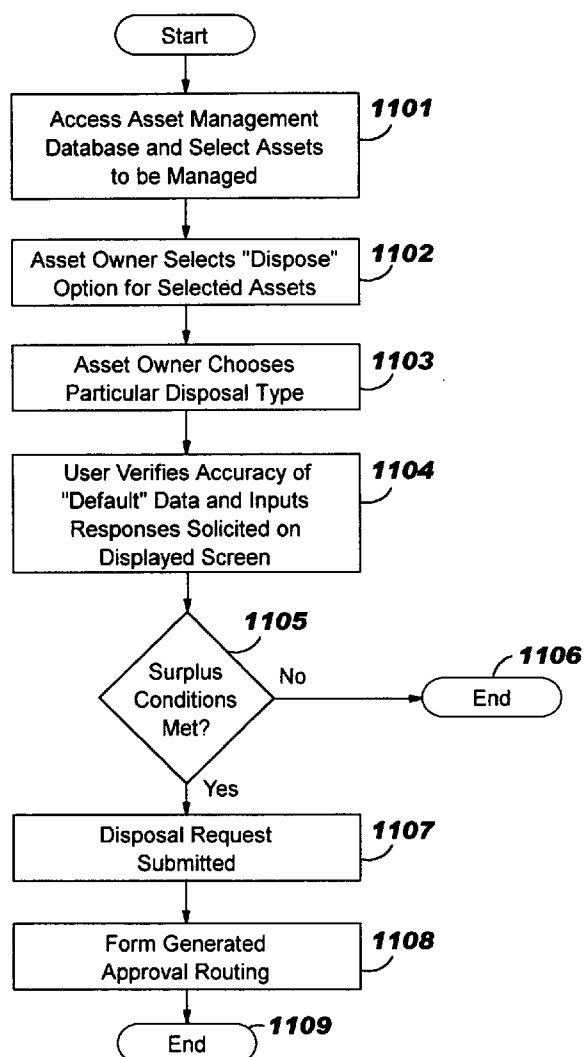 Start
1101
Access Asset Management
Database and Select Assets
to be Managed
1102
Asset Owner Selects "Dispose"
Option for Selected Assets
1103
Asset Owner Chooses
Particular Disposal Type
1104
User Verifies Accuracy of
"Default" Data and Inputs
Responses Solicited on
Displayed Screen
1105
Surplus
Conditions
Met?
No
1106
End
Yes
1107
Disposal Request
Submitted
1108
Form Generated
Approval Routing
1109
End